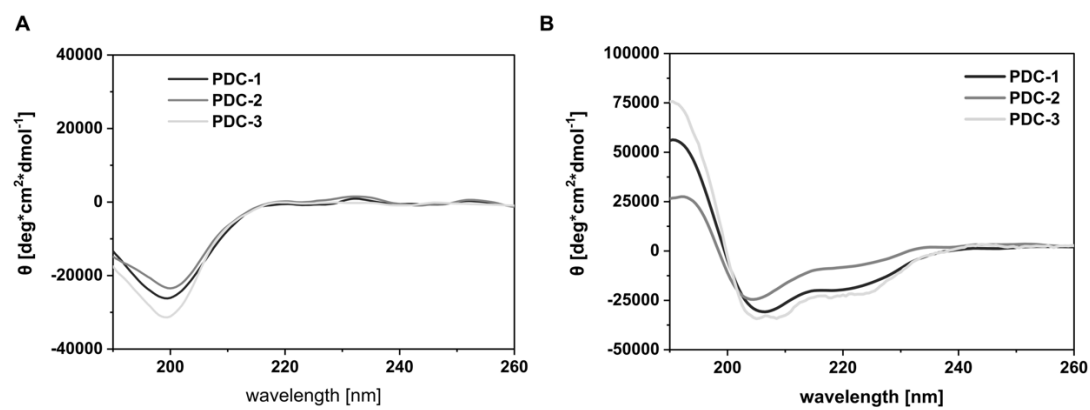 A
40000
20000
0
-20000
-40000
θ [deg*cm²*dmol⁻¹]
PDC-1
PDC-2
PDC-3
200
220
240
260
wavelength [nm]
B
100000
75000
50000
25000
0
-25000
-50000
θ [deg*cm²*dmol⁻¹]
PDC-1
PDC-2
PDC-3
200
220
240
260
wavelength [nm]